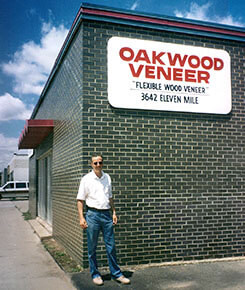 OAKWOOD
VENEER
"FLEXIBLE WOOD VENEER"
3642 ELEVEN MILE